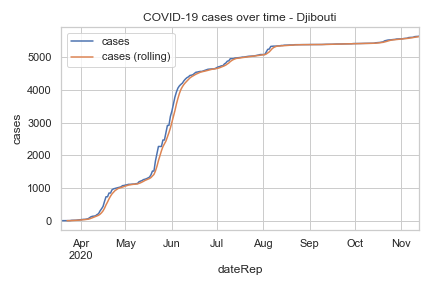 COVID-19 cases over time - Djibouti
cases
cases (rolling)
cases
5000
4000
3000
2000
1000
0
Apr May Jun Jul Aug Sep Oct Nov
2020
dateRep